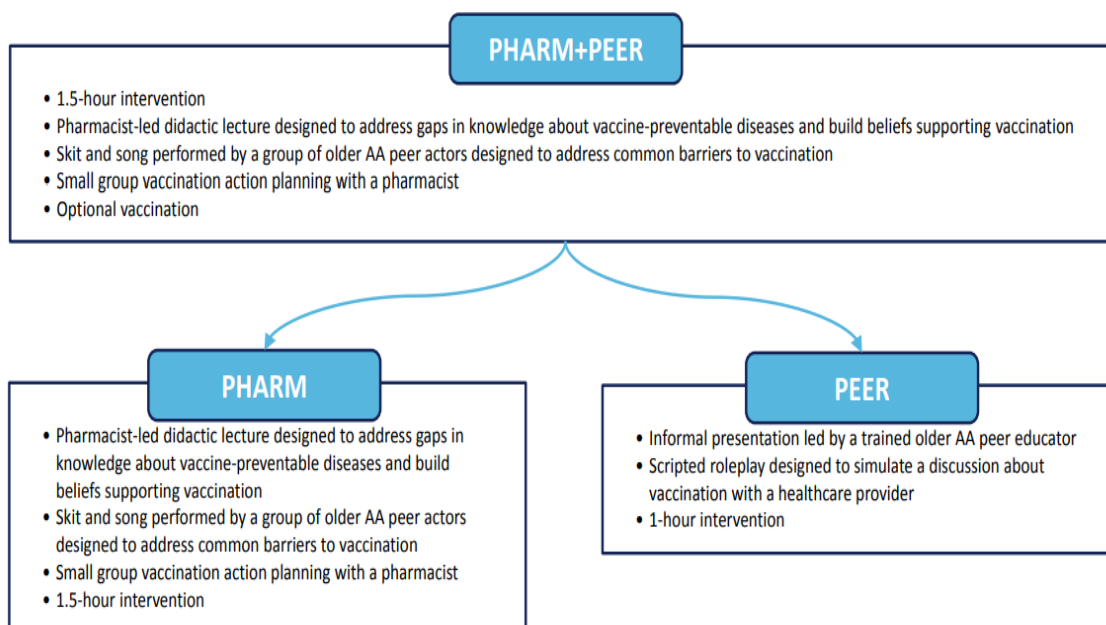 PHARM+PEER
• 1.5-hour intervention
• Pharmacist-led didactic lecture designed to address gaps in knowledge about vaccine-preventable diseases and build beliefs supporting vaccination
• Skit and song performed by a group of older AA peer actors designed to address common barriers to vaccination
• Small group vaccination action planning with a pharmacist
• Optional vaccination
PHARM
• Pharmacist-led didactic lecture designed to address gaps in
knowledge about vaccine-preventable diseases and build
beliefs supporting vaccination
• Skit and song performed by a group of older AA peer actors
designed to address common barriers to vaccination
• Small group vaccination action planning with a pharmacist
• 1.5-hour intervention
PEER
• Informal presentation led by a trained older AA peer educator
• Scripted roleplay designed to simulate a discussion about
vaccination with a healthcare provider
• 1-hour intervention